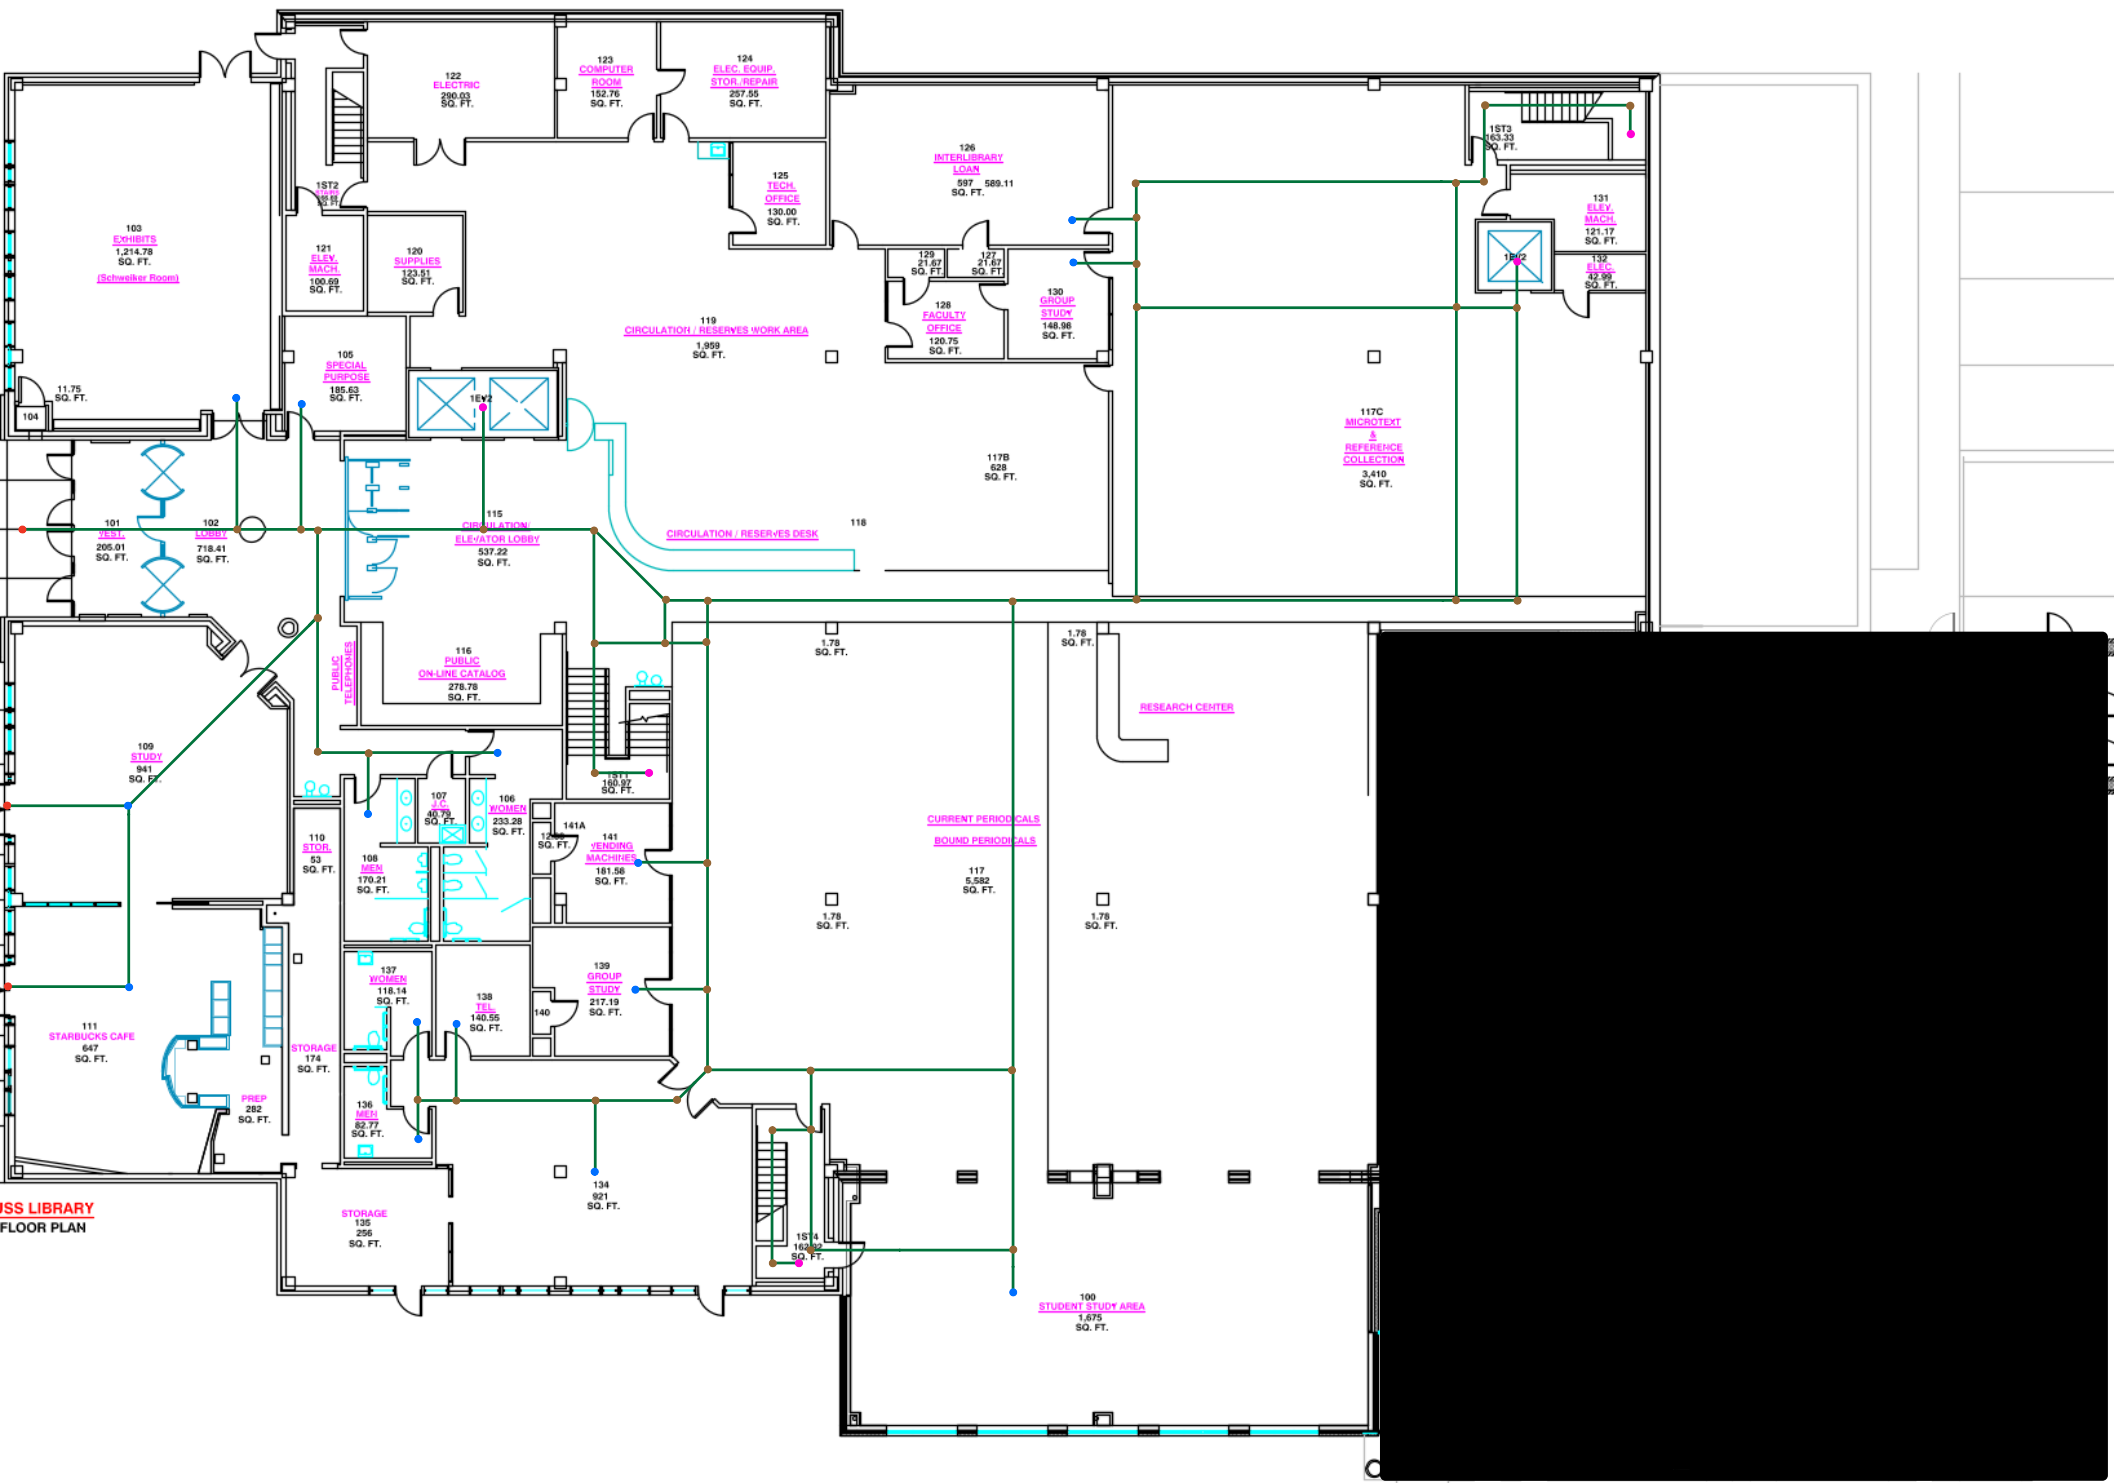 122
ELECTRIC
290.03
SQ. FT.
123
COMPUTER
ROOM
152.76
SQ. FT.
124
ELEC. EQUIP.
STOR./REPAIR
257.55
SQ. FT.
103
EXHIBITS
1,214.78
SQ. FT.
(Schweiker Room)
1ST2
STAIRS
SQ. FT.
121
ELEV.
MACH.
100.69
SQ. FT.
120
SUPPLIES
123.51
SQ. FT.
125
TECH.
OFFICE
130.00
SQ. FT.
126
INTERLIBRARY
LOAN
597 589.11
SQ. FT.
1ST3
163.33
SQ. FT.
131
ELEV.
MACH.
121.17
SQ. FT.
132
ELEC.
42.99
SQ. FT.
1EV2
129
21.67
SQ. FT.
127
21.67
SQ. FT.
128
FACULTY
OFFICE
120.75
SQ. FT.
130
GROUP
STUDY
148.98
SQ. FT.
119
CIRCULATION / RESERVES WORK AREA
1,959
SQ. FT.
105
SPECIAL
PURPOSE
185.63
SQ. FT.
11.75
SQ. FT.
104
1EV2
117C
MICROTEXT
&
REFERENCE
COLLECTION
3,410
SQ. FT.
117B
628
SQ. FT.
118
CIRCULATION / RESERVES DESK
101
VEST.
205.01
SQ. FT.
102
LOBBY
718.41
SQ. FT.
115
CIRCULATION/
ELEVATOR LOBBY
537.22
SQ. FT.
PUBLIC
TELEPHONES
116
PUBLIC
ON-LINE CATALOG
278.78
SQ. FT.
1.78
SQ. FT.
1.78
SQ. FT.
RESEARCH CENTER
109
STUDY
941
SQ. FT.
1ST1
160.97
SQ. FT.
107
J.C.
40.79
SQ. FT.
106
WOMEN
233.28
SQ. FT.
141A
SQ. FT.
141
VENDING
MACHINES
181.58
SQ. FT.
110
STOR.
53
SQ. FT.
108
MEN
170.21
SQ. FT.
CURRENT PERIODICALS
BOUND PERIODICALS
117
5,582
SQ. FT.
1.78
SQ. FT.
1.78
SQ. FT.
137
WOMEN
118.14
SQ. FT.
138
TEL.
140.55
SQ. FT.
139
GROUP
STUDY
217.19
SQ. FT.
140
111
STARBUCKS CAFE
647
SQ. FT.
STORAGE
174
SQ. FT.
PREP
282
SQ. FT.
136
MEN
82.77
SQ. FT.
134
921
SQ. FT.
STORAGE
135
256
SQ. FT.
1ST4
SQ. FT.
100
STUDENT STUDY AREA
1,675
SQ. FT.
USS LIBRARY
FLOOR PLAN